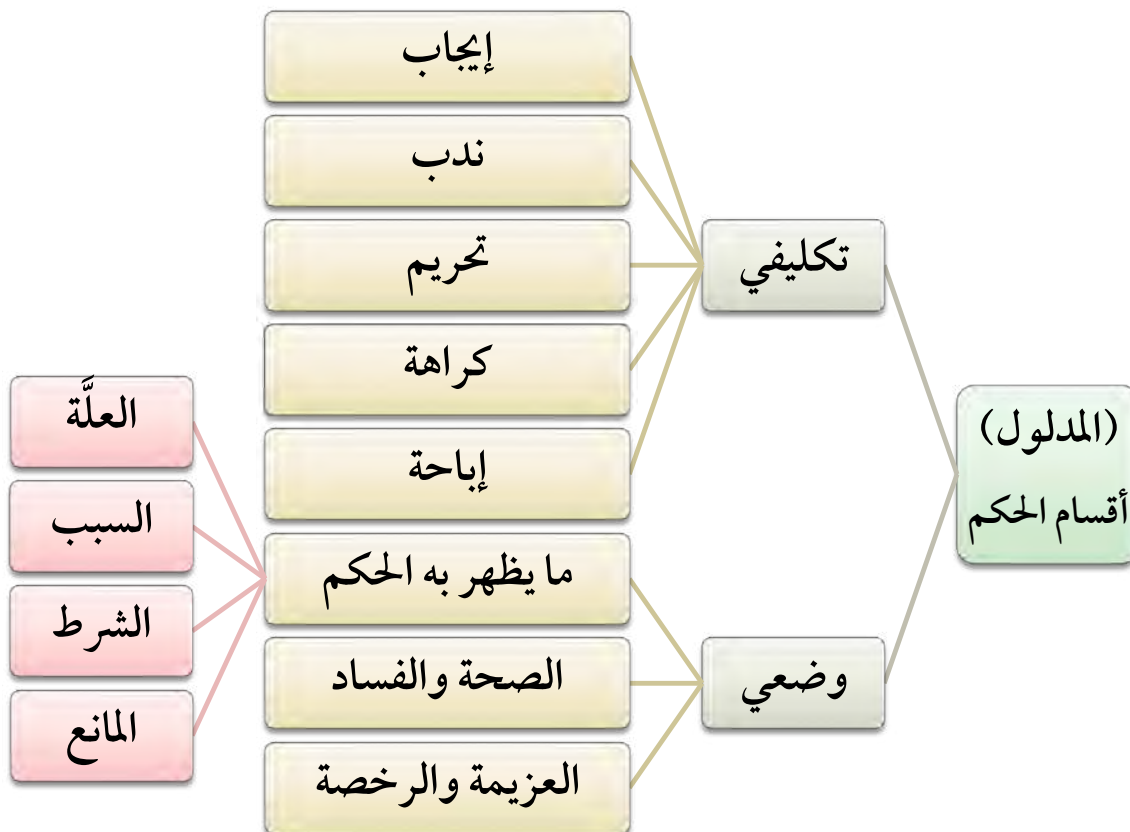 (المدلول)
أقسام الحكم
تكليفي
إيجاب
ندب
تحريم
كراهة
إباحة
وضعي
ما يظهر به الحكم
العلَّة
السبب
الشرط
المانع
الصحة والفساد
العزيمة والرخصة